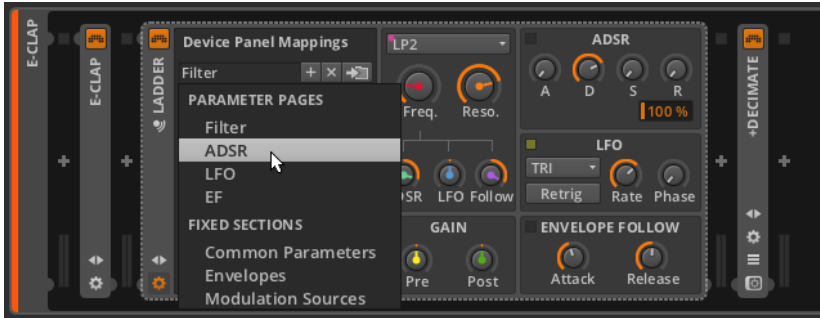 E-CLAP
E-CLAP
LADDER
Device Panel Mappings
Filter
PARAMETER PAGES
Filter
ADSR
LFO
EF
FIXED SECTIONS
Common Parameters
Envelopes
Modulation Sources
LP2
Freq. Reso.
SR LFO Follow
GAIN
Pre Post
ADSR
A D S R
100 %
LFO
TRI
Retrig
Rate Phase
ENVELOPE FOLLOW
Attack Release
+DECIMATE